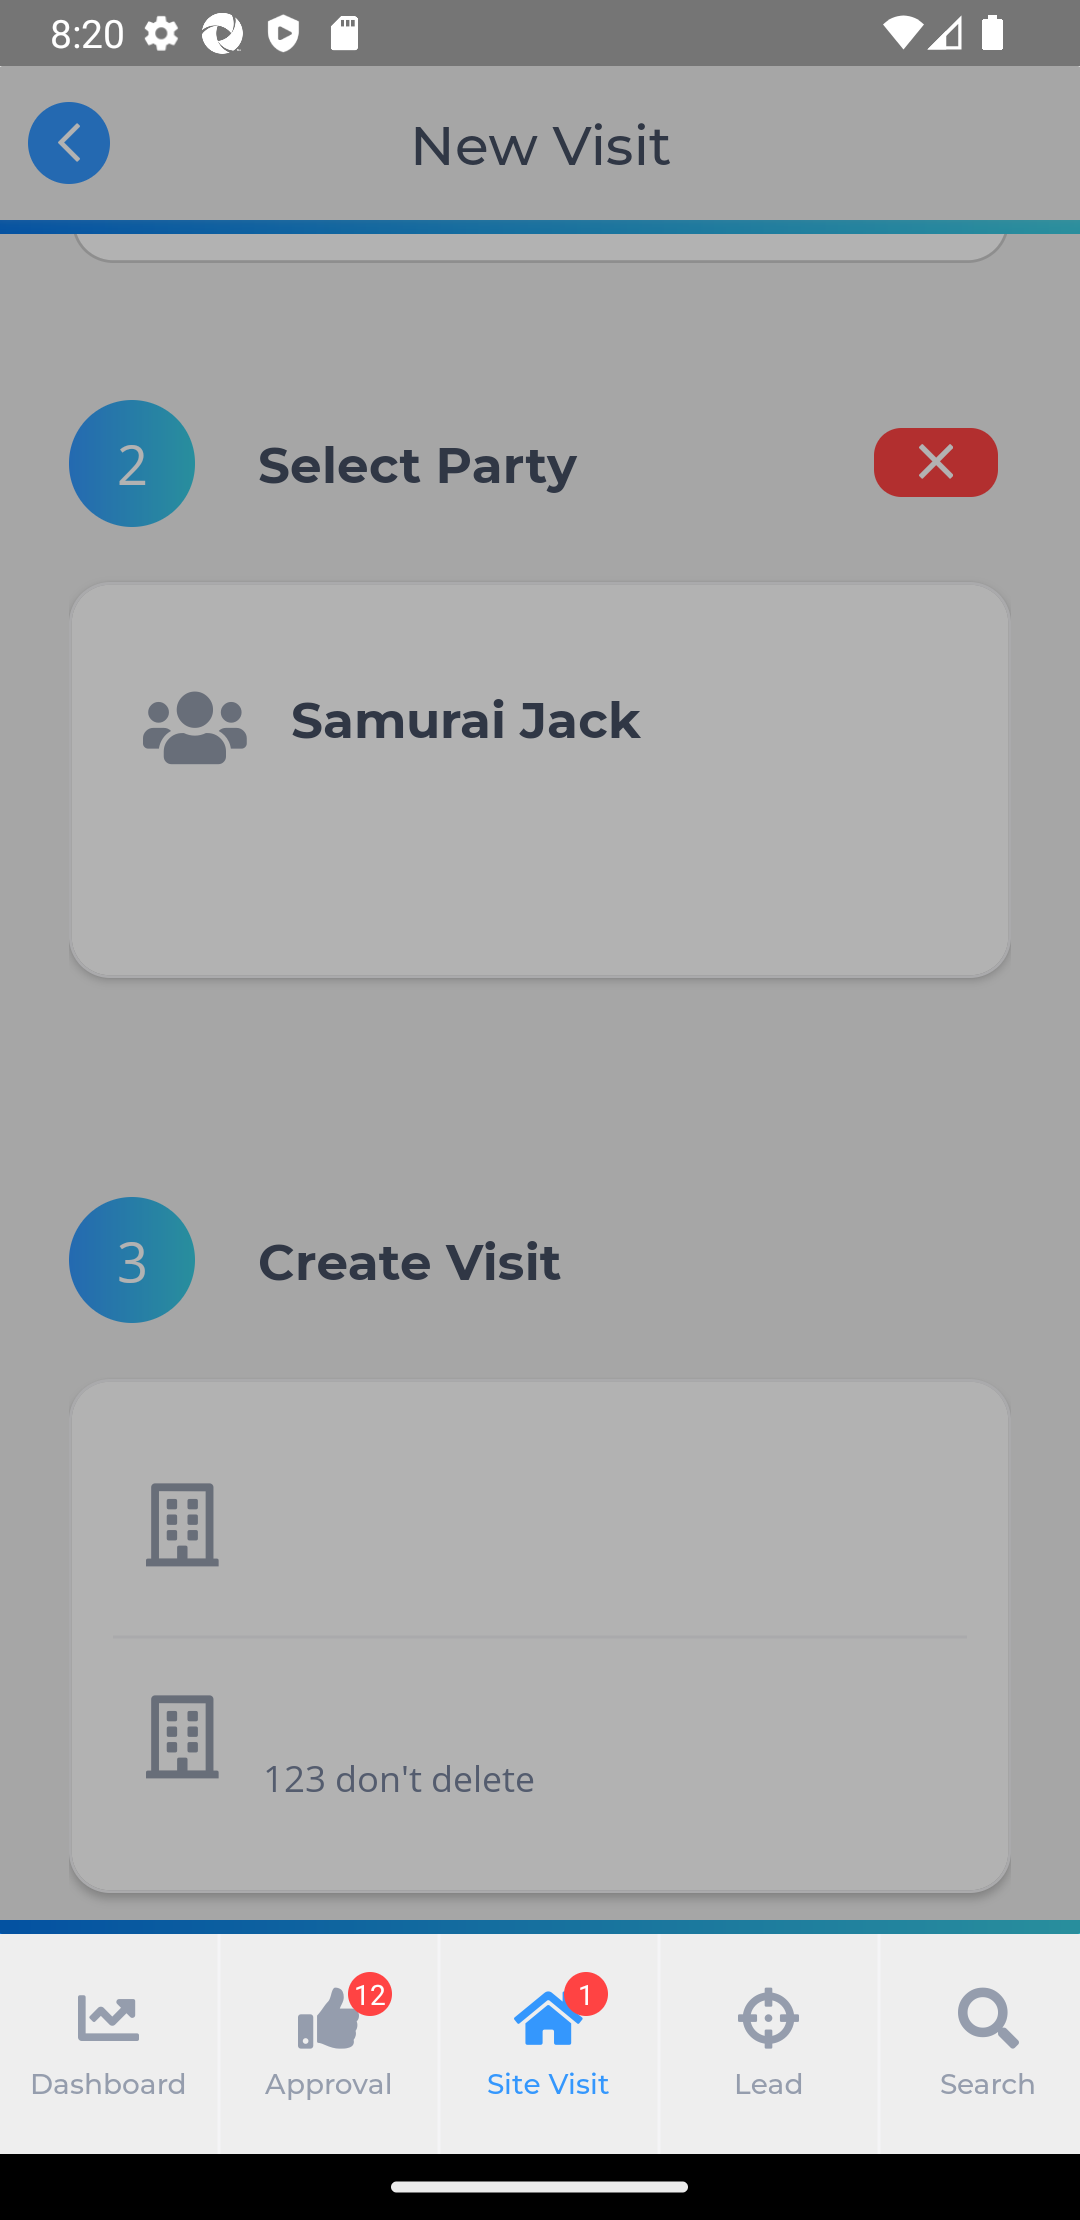 8:20
New Visit
2
Select Party
Samurai Jack
3
Create Visit
123 don't delete
12
1
Dashboard
Approval
Site Visit
Lead
Search